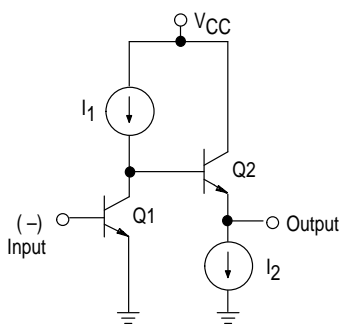 VCC
I1
Q2
Q1
(–)
Input
Output
I2